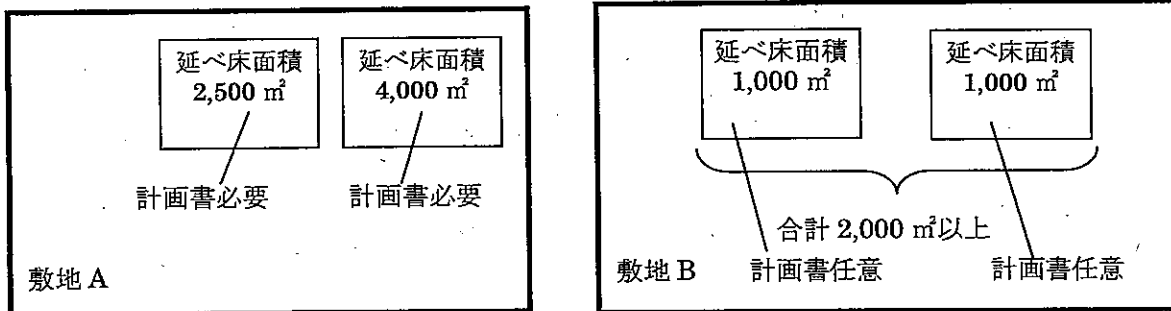 延べ床面積
2,500 ㎡
延べ床面積
4,000 ㎡
計画書必要
計画書必要
敷地 A
延べ床面積
1,000 ㎡
延べ床面積
1,000 ㎡
合計 2,000 ㎡以上
計画書任意
計画書任意
敷地 B